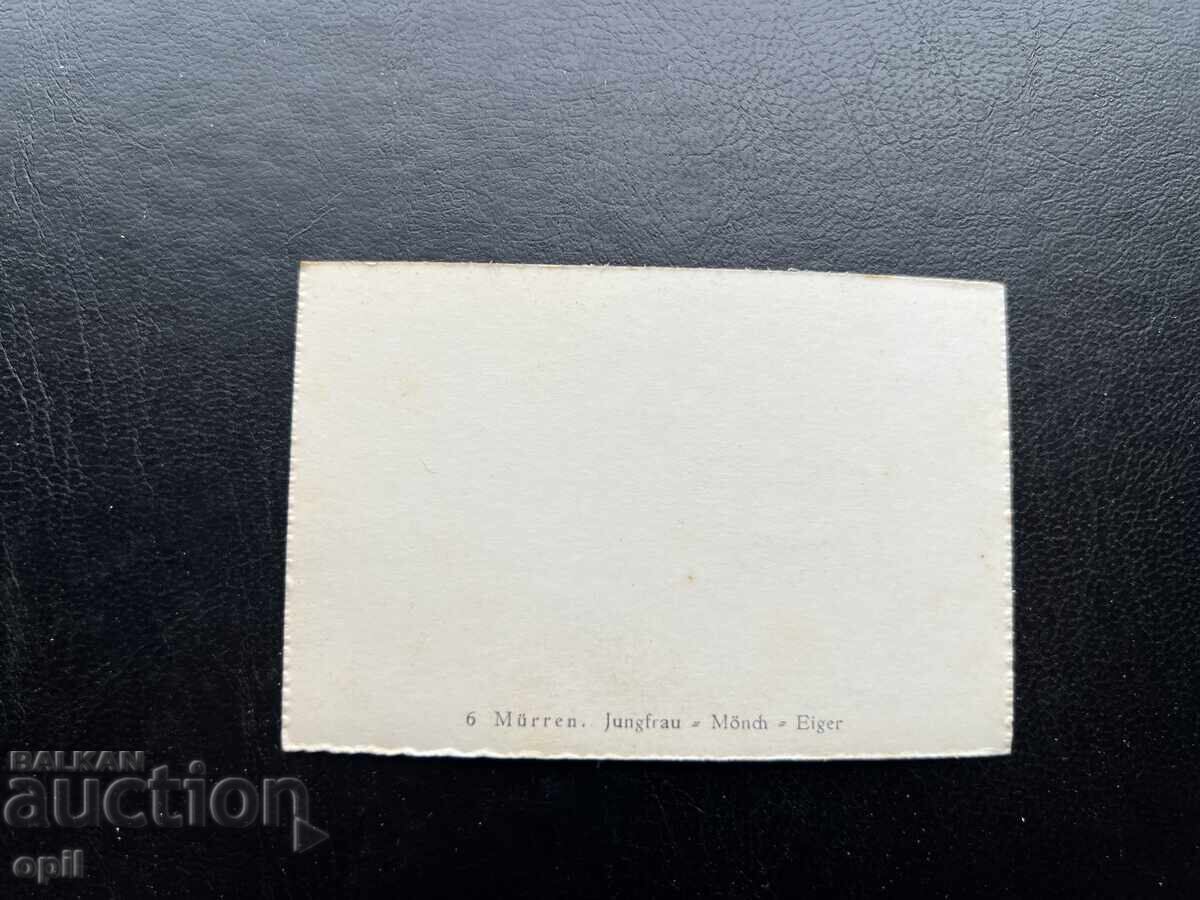 6 Mürren. Jungfrau = Mönch = Eiger
BALKAN
auction
opil